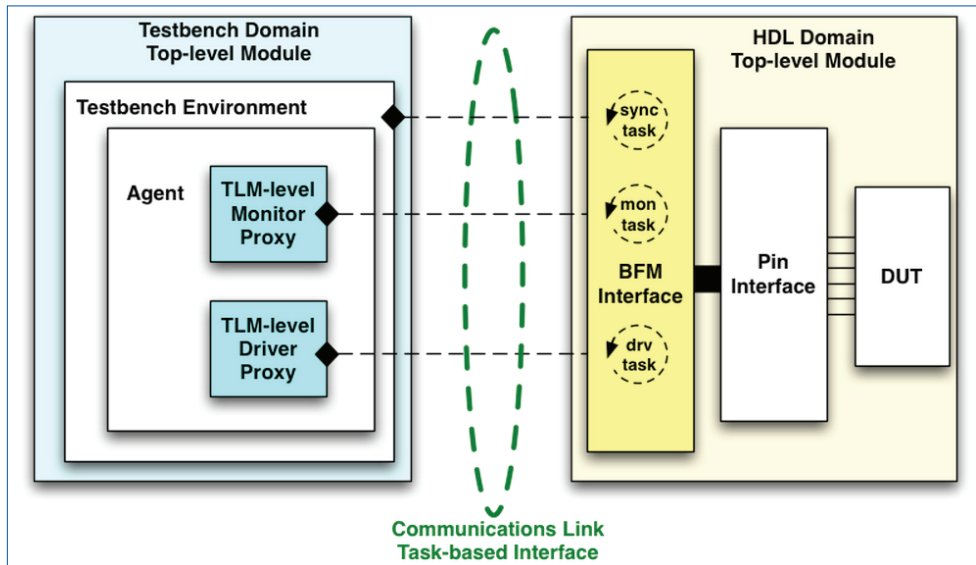 Testbench Domain
Top-level Module
Testbench Environment
Agent
TLM-level
Monitor
Proxy
TLM-level
Driver
Proxy
Communications Link
Task-based Interface
HDL Domain
Top-level Module
sync
task
mon
task
BFM
Interface
drv
task
Pin
Interface
DUT